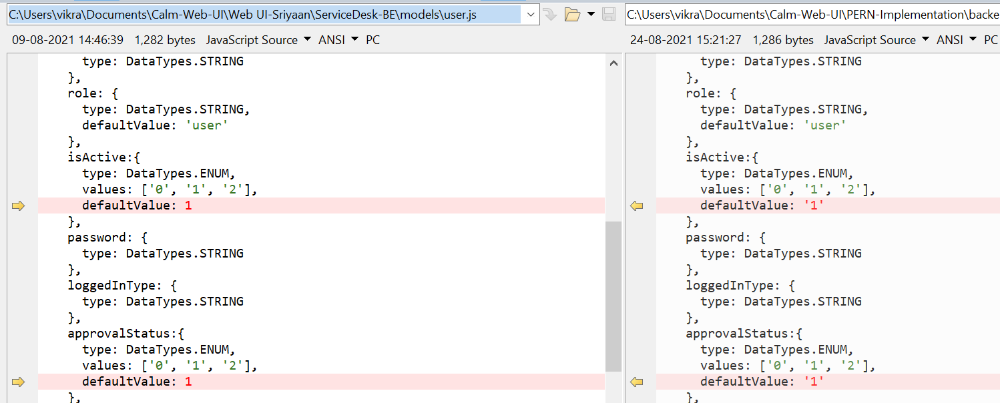 C:\Users\vikra\Documents\Calm-Web-UI\Web UI-Sriyaan\ServiceDesk-BE\models\user.js
09-08-2021 14:46:39 1,282 bytes JavaScript Source ANSI PC
type: DataTypes.STRING
},
role: {
type: DataTypes.STRING,
defaultValue: 'user'
},
isActive:{
type: DataTypes.ENUM,
values: ['0', '1', '2'],
defaultValue: 1
},
password: {
type: DataTypes.STRING
},
loggedInType: {
type: DataTypes.STRING
},
approvalStatus:{
type: DataTypes.ENUM,
values: ['0', '1', '2'],
defaultValue: 1
},
C:\Users\vikra\Documents\Calm-Web-UI\PERN-Implementation\backe
24-08-2021 15:21:27 1,286 bytes JavaScript Source ANSI PC
type: DataTypes.STRING
},
role: {
type: DataTypes.STRING,
defaultValue: 'user'
},
isActive:{
type: DataTypes.ENUM,
values: ['0', '1', '2'],
defaultValue: '1'
},
password: {
type: DataTypes.STRING
},
loggedInType: {
type: DataTypes.STRING
},
approvalStatus:{
type: DataTypes.ENUM,
values: ['0', '1', '2'],
defaultValue: '1'
},